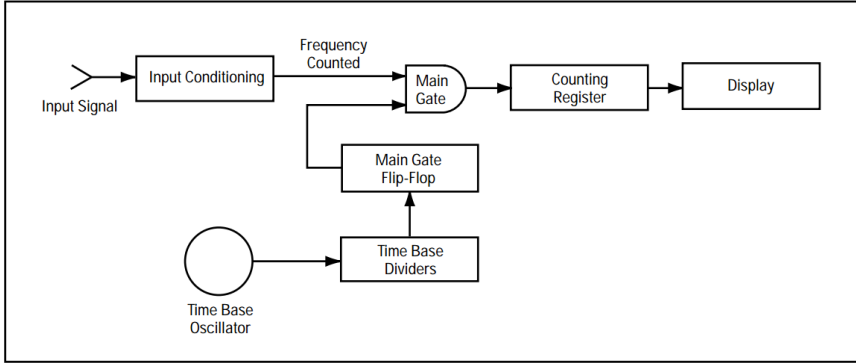 Input Signal
Input Conditioning
Frequency
Counted
Main
Gate
Counting
Register
Display
Main Gate
Flip-Flop
Time Base
Dividers
Time Base
Oscillator